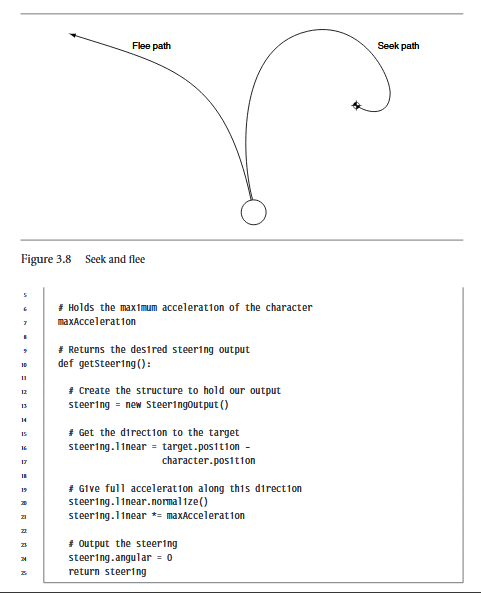 Flee path
Seek path
Figure 3.8 Seek and flee
5
6 # Holds the maximum acceleration of the character
7 maxAcceleration
8
9 # Returns the desired steering output
10 def getSteering():
11
12 # Create the structure to hold our output
13 steering = new SteeringOutput()
14
15 # Get the direction to the target
16 steering.linear = target.position -
17 character.position
18
19 # Give full acceleration along this direction
20 steering.linear.normalize()
21 steering.linear *= maxAcceleration
22
23 # Output the steering
24 steering.angular = 0
25 return steering